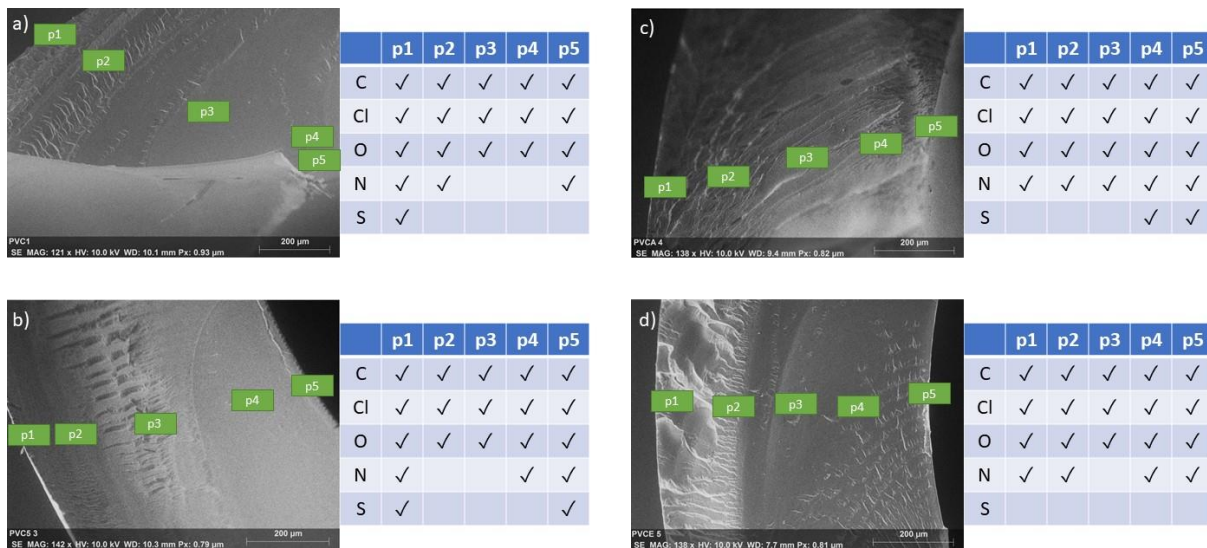 a)
p1
p2
p3
p4
p5
PVC1
200 µm
SE MAG: 121 x HV: 10.0 kV WD: 10.1 mm Px: 0.93 µm
p1 p2 p3 p4 p5
C ✓ ✓ ✓ ✓ ✓
Cl ✓ ✓ ✓ ✓ ✓
O ✓ ✓ ✓ ✓ ✓
N ✓ ✓ ✓
S ✓
c)
p1
p2
p3
p4
p5
PVCA 4
200 µm
SE MAG: 138 x HV: 10.0 kV WD: 9.4 mm Px: 0.82 µm
p1 p2 p3 p4 p5
C ✓ ✓ ✓ ✓ ✓
Cl ✓ ✓ ✓ ✓ ✓
O ✓ ✓ ✓ ✓ ✓
N ✓ ✓ ✓ ✓ ✓
S ✓ ✓
b)
p1
p2
p3
p4
p5
PVC5 3
200 µm
SE MAG: 142 x HV: 10.0 kV WD: 10.3 mm Px: 0.79 µm
p1 p2 p3 p4 p5
C ✓ ✓ ✓ ✓ ✓
Cl ✓ ✓ ✓ ✓ ✓
O ✓ ✓ ✓ ✓ ✓
N ✓ ✓ ✓
S ✓ ✓
d)
p1
p2
p3
p4
p5
PVCE 5
200 µm
SE MAG: 138 x HV: 10.0 kV WD: 7.7 mm Px: 0.81 µm
p1 p2 p3 p4 p5
C ✓ ✓ ✓ ✓ ✓
Cl ✓ ✓ ✓ ✓ ✓
O ✓ ✓ ✓ ✓ ✓
N ✓ ✓ ✓ ✓
S